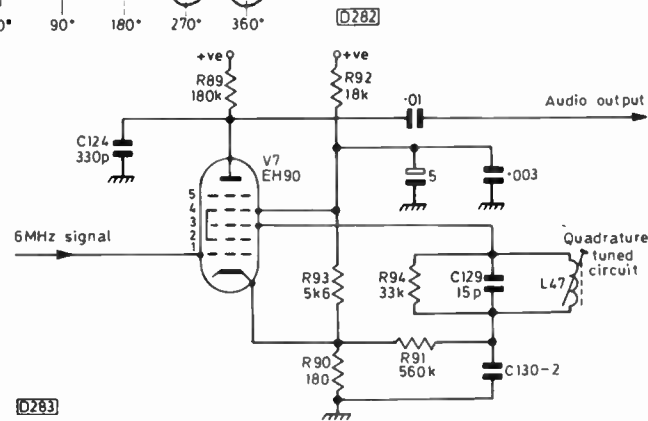 0° 90° 180° 270° 360°
D282
+ve +ve
R89
180k
R92
18k
·01
Audio output
C124
330p
V7
EH90
5
4
3
2
1
5
·003
6MHz signal
Quadrature
tuned
circuit
R93
5k6
R94
33k
C129
15p
L47
R91
560k
R90
180
C130-2
D283